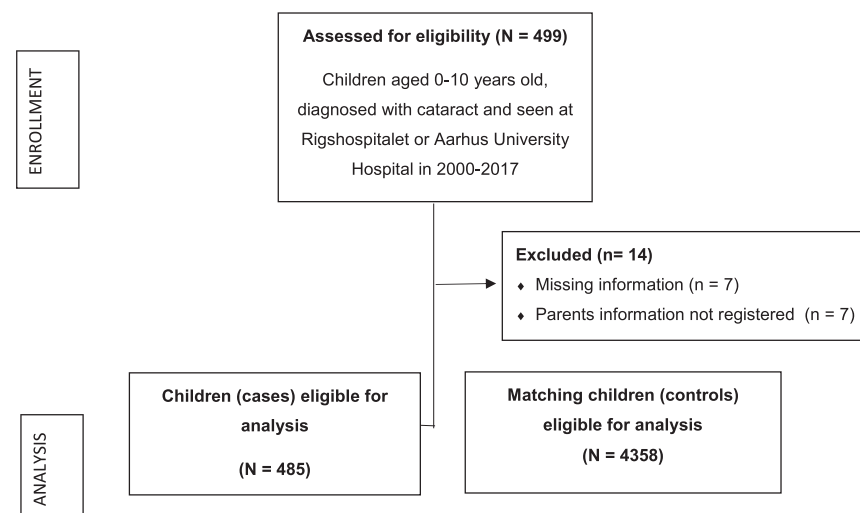 ENROLLMENT
Assessed for eligibility (N = 499)
Children aged 0-10 years old,
diagnosed with cataract and seen at
Rigshospitalet or Aarhus University
Hospital in 2000-2017
Excluded (n= 14)
♦ Missing information (n = 7)
♦ Parents information not registered (n = 7)
ANALYSIS
Children (cases) eligible for
analysis
(N = 485)
Matching children (controls)
eligible for analysis
(N = 4358)